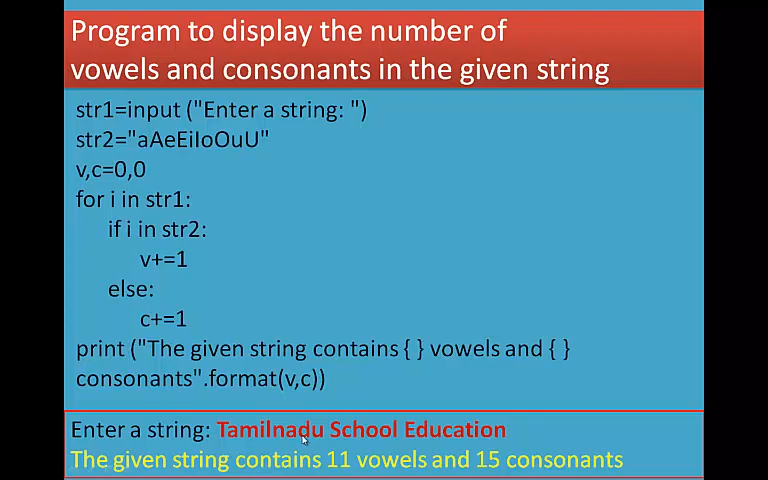 Program to display the number of
vowels and consonants in the given string
str1=input ("Enter a string: ")
str2="aAeEiIoOuU"
v,c=0,0
for i in str1:
if i in str2:
v+=1
else:
c+=1
print ("The given string contains { } vowels and { }
consonants".format(v,c))
Enter a string: Tamilnadu School Education
The given string contains 11 vowels and 15 consonants